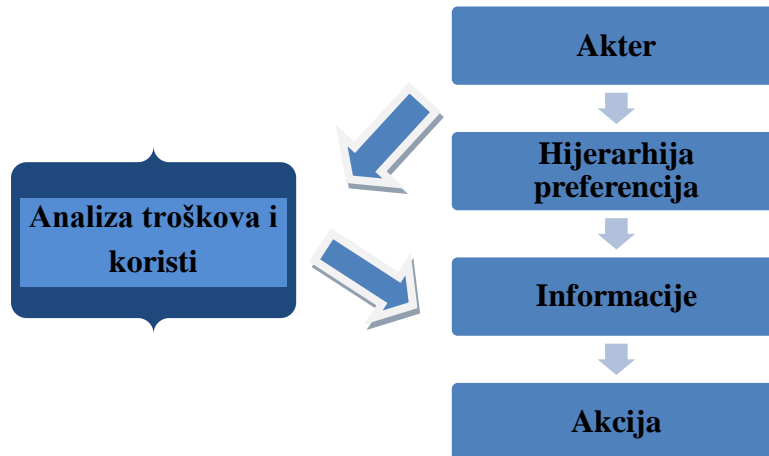 Akter
Hijerarhija
preferencija
Analiza troškova i
koristi
Informacije
Akcija